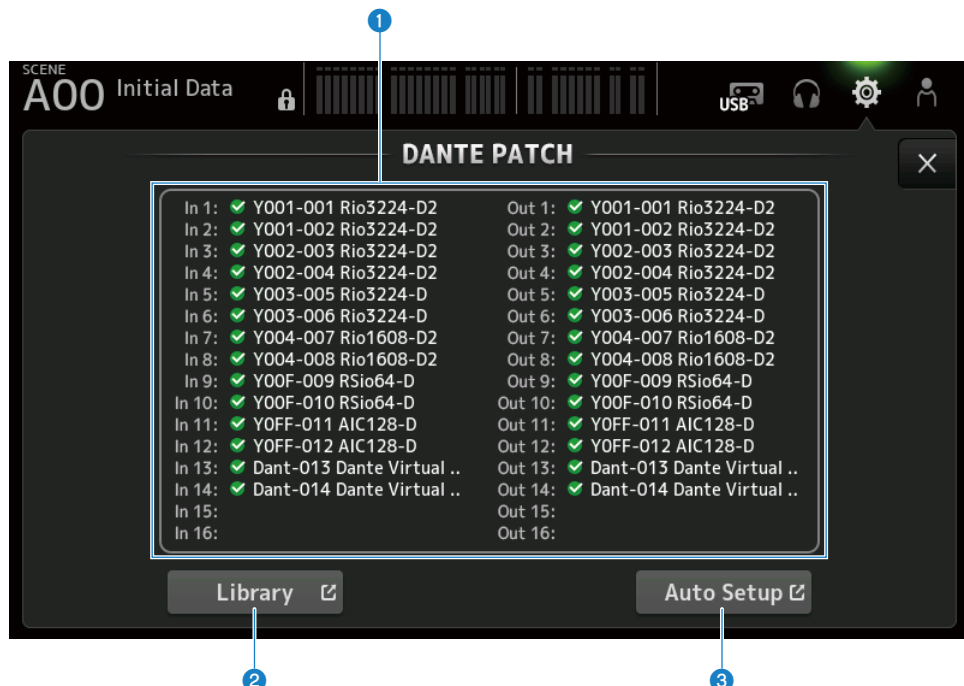 1
SCENE
A00 Initial Data
USB
DANTE PATCH
In 1: Y001-001 Rio3224-D2 Out 1: Y001-001 Rio3224-D2
In 2: Y001-002 Rio3224-D2 Out 2: Y001-002 Rio3224-D2
In 3: Y002-003 Rio3224-D2 Out 3: Y002-003 Rio3224-D2
In 4: Y002-004 Rio3224-D2 Out 4: Y002-004 Rio3224-D2
In 5: Y003-005 Rio3224-D Out 5: Y003-005 Rio3224-D
In 6: Y003-006 Rio3224-D Out 6: Y003-006 Rio3224-D
In 7: Y004-007 Rio1608-D2 Out 7: Y004-007 Rio1608-D2
In 8: Y004-008 Rio1608-D2 Out 8: Y004-008 Rio1608-D2
In 9: Y00F-009 RSio64-D Out 9: Y00F-009 RSio64-D
In 10: Y00F-010 RSio64-D Out 10: Y00F-010 RSio64-D
In 11: Y0FF-011 AIC128-D Out 11: Y0FF-011 AIC128-D
In 12: Y0FF-012 AIC128-D Out 12: Y0FF-012 AIC128-D
In 13: Dant-013 Dante Virtual .. Out 13: Dant-013 Dante Virtual ..
In 14: Dant-014 Dante Virtual .. Out 14: Dant-014 Dante Virtual ..
In 15: Out 15:
In 16: Out 16:
Library Auto Setup
2 3